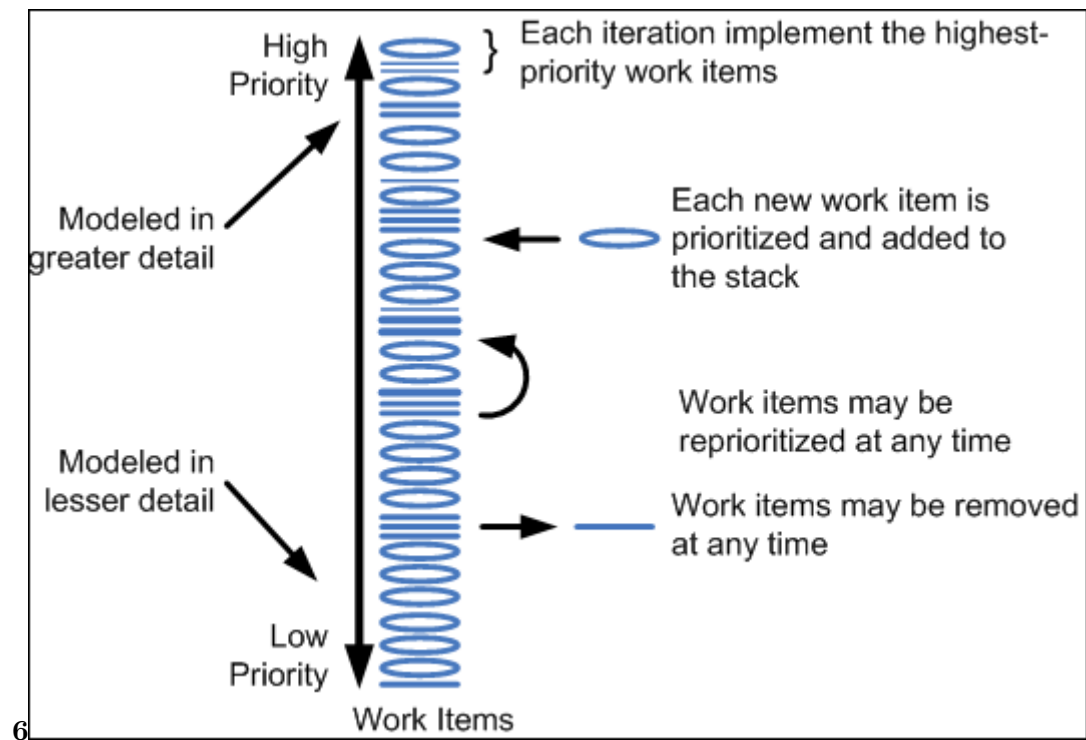 High
Priority
Each iteration implement the highest-
priority work items
Modeled in
greater detail
Each new work item is
prioritized and added to
the stack
Work items may be
reprioritized at any time
Modeled in
lesser detail
Work items may be removed
at any time
Low
Priority
Work Items
6